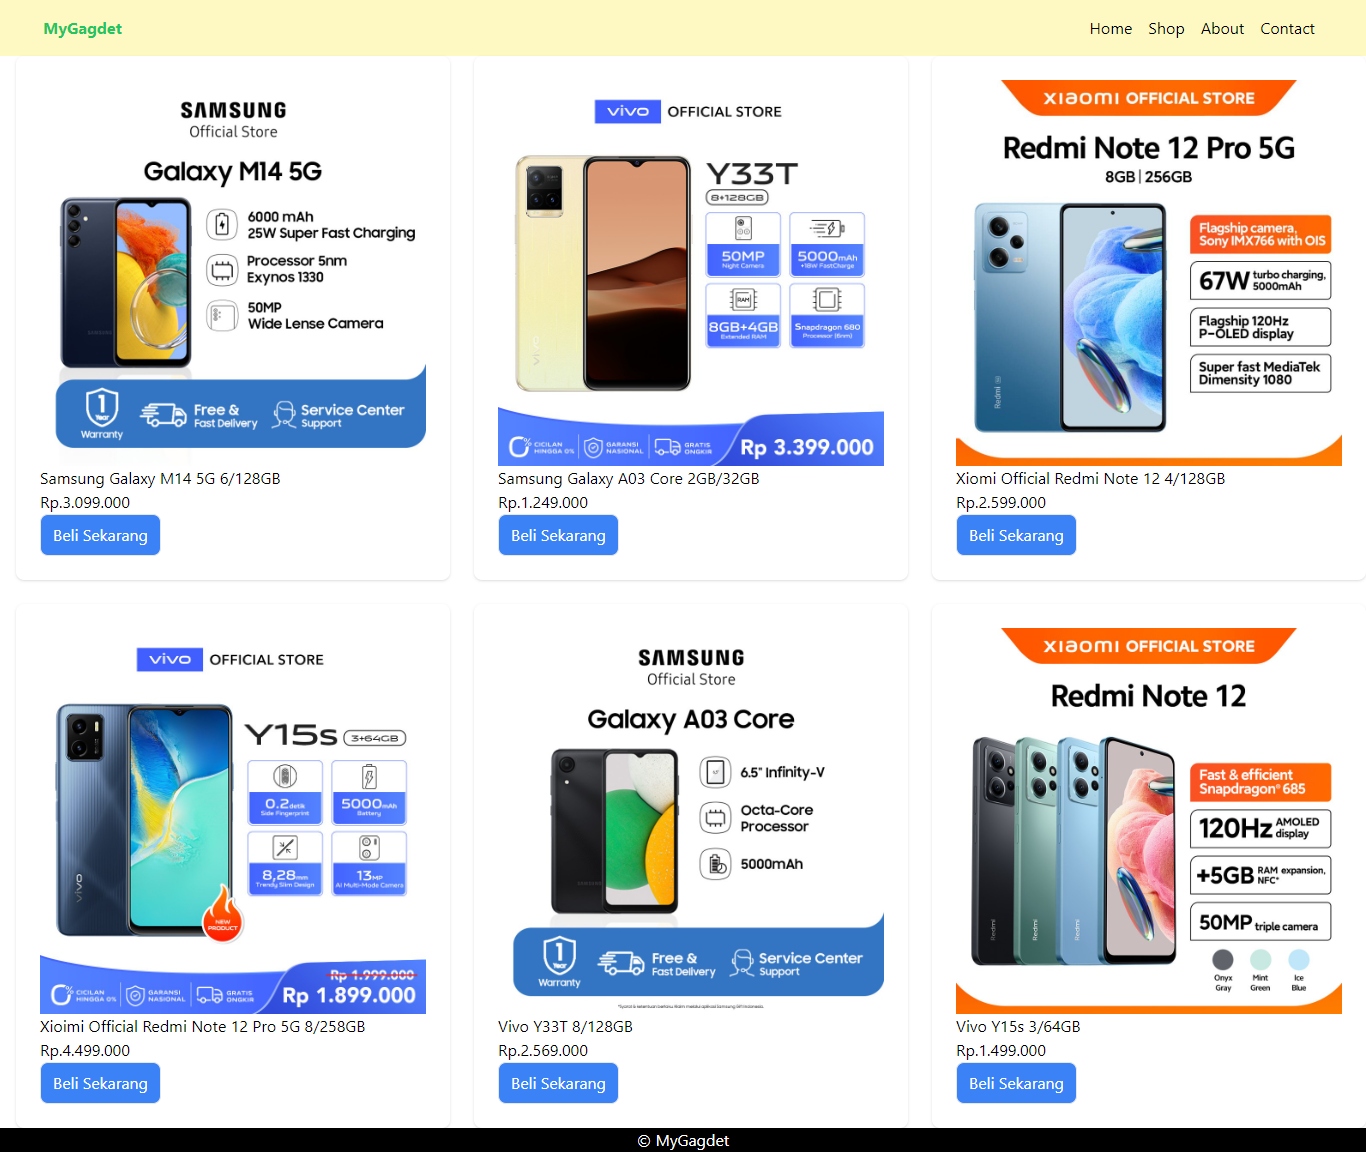 MyGagdet
Home Shop About Contact
SAMSUNG
Official Store
Galaxy M14 5G
6000 mAh
25W Super Fast Charging
Processor 5nm
Exynos 1330
50MP
Wide Lense Camera
1 Year
Warranty
Free &
Fast Delivery
Service Center
Support
Samsung Galaxy M14 5G 6/128GB
Rp.3.099.000
Beli Sekarang
vivo OFFICIAL STORE
Y33T
8+128GB
50MP
Night Camera
5000mAh
+18W FastCharge
RAM
8GB+4GB
Extended RAM
Snapdragon 680
Processor (6nm)
vivo
CICILAN
HINGGA 0%
GARANSI
NASIONAL
GRATIS
ONGKIR
Rp 3.399.000
Samsung Galaxy A03 Core 2GB/32GB
Rp.1.249.000
Beli Sekarang
XIAOMI OFFICIAL STORE
Redmi Note 12 Pro 5G
8GB | 256GB
Flagship camera,
Sony IMX766 with OIS
67W turbo charging,
5000mAh
Flagship 120Hz
P-OLED display
Super fast MediaTek
Dimensity 1080
Redmi
Xiomi Official Redmi Note 12 4/128GB
Rp.2.599.000
Beli Sekarang
vivo OFFICIAL STORE
Y15s 3+64GB
0.2detik
Side Fingerprint
5000mAh
Battery
8,28mm
Trendy Slim Design
13MP
AI Multi-Mode Camera
vivo
NEW
PRODUCT
CICILAN
HINGGA 0%
GARANSI
NASIONAL
GRATIS
ONGKIR
Rp 1.999.000
Rp 1.899.000
Xioimi Official Redmi Note 12 Pro 5G 8/258GB
Rp.4.499.000
Beli Sekarang
SAMSUNG
Official Store
Galaxy A03 Core
6.5" Infinity-V
Octa-Core
Processor
5000mAh
1 Year
Warranty
Free &
Fast Delivery
Service Center
Support
Vivo Y33T 8/128GB
Rp.2.569.000
Beli Sekarang
XIAOMI OFFICIAL STORE
Redmi Note 12
Fast & efficient
Snapdragon® 685
120Hz AMOLED
display
+5GB RAM expansion,
NFC*
50MP triple camera
Redmi
Redmi
Redmi
Onyx
Gray
Mint
Green
Ice
Blue
Vivo Y15s 3/64GB
Rp.1.499.000
Beli Sekarang
© MyGagdet